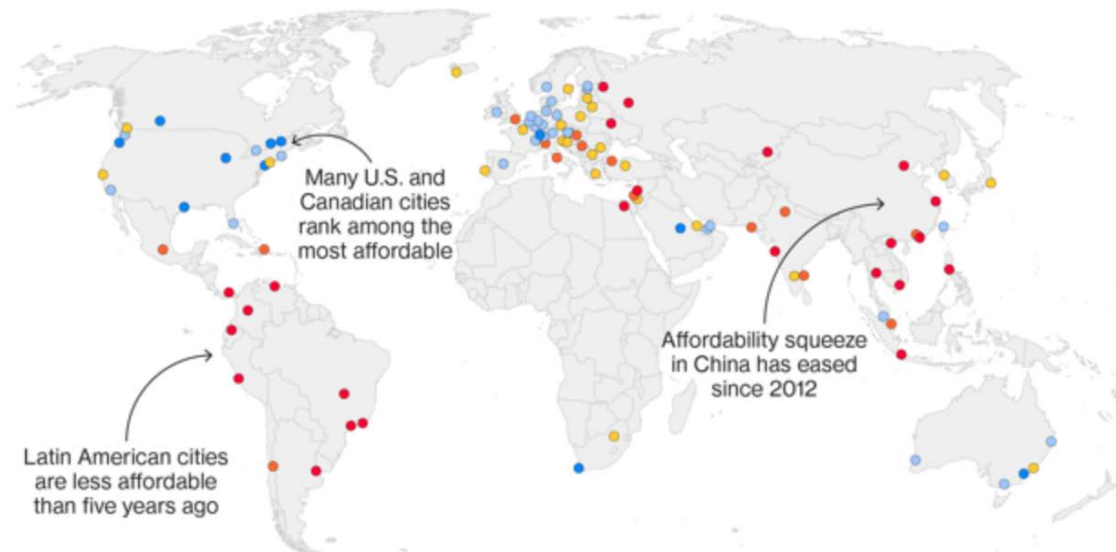 Many U.S. and
Canadian cities
rank among the
most affordable
Affordability squeeze
in China has eased
since 2012
Latin American cities
are less affordable
than five years ago